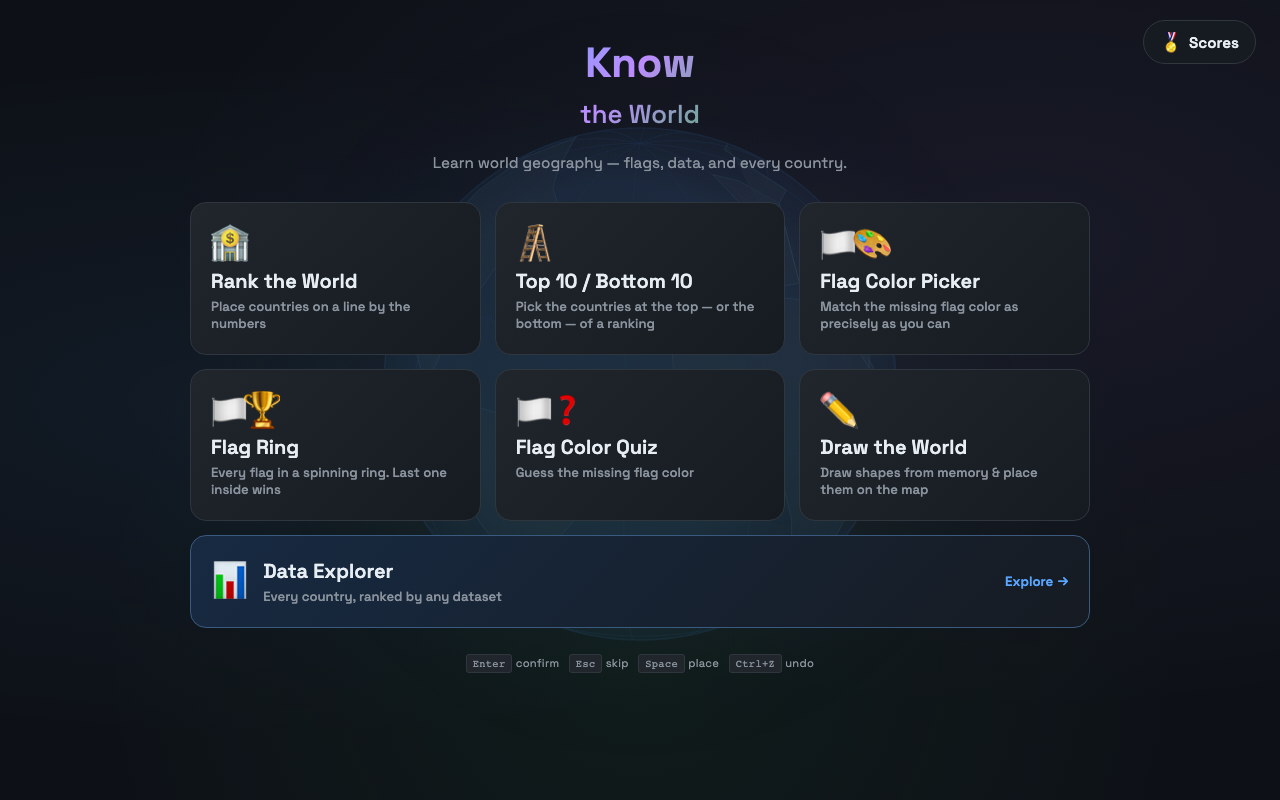 Know
the World
Scores
Learn world geography — flags, data, and every country.
Rank the World
Place countries on a line by the
numbers
Top 10 / Bottom 10
Pick the countries at the top — or the
bottom — of a ranking
Flag Color Picker
Match the missing flag color as
precisely as you can
Flag Ring
Every flag in a spinning ring. Last one
inside wins
Flag Color Quiz
Guess the missing flag color
Draw the World
Draw shapes from memory & place
them on the map
Data Explorer
Every country, ranked by any dataset
Explore →
Enter confirm Esc skip Space place Ctrl+Z undo